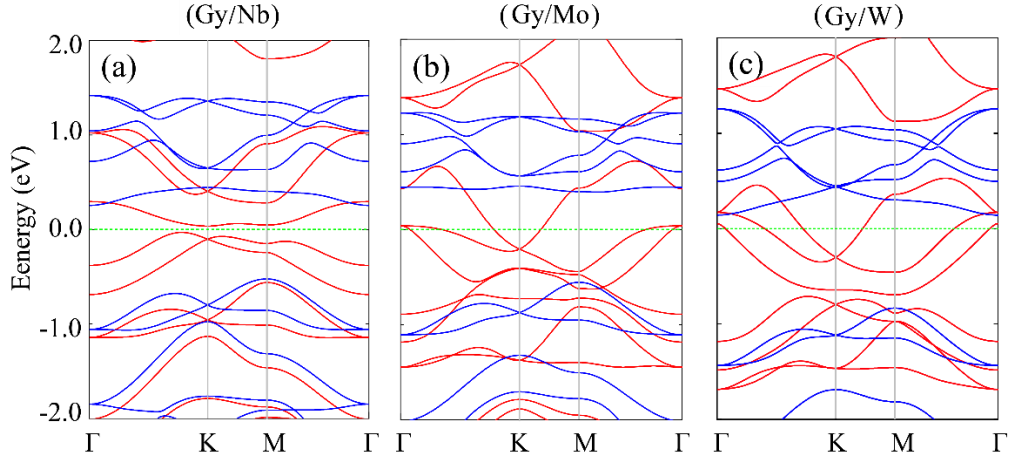 (Gy/Nb) (Gy/Mo) (Gy/W)
2.0
(a) (b) (c)
1.0
0.0
-1.0
-2.0
Eenergy (eV)
Γ K M Γ Γ K M Γ Γ K M Γ